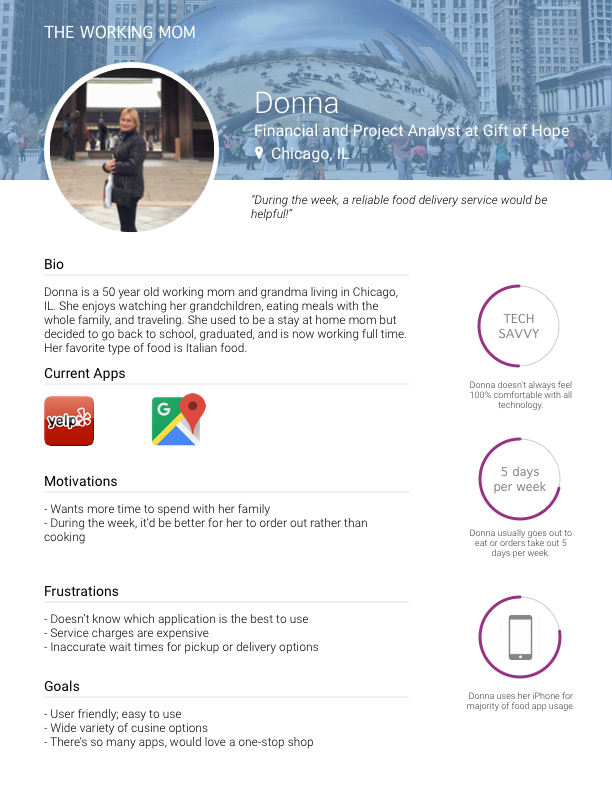 THE WORKING MOM
Donna
Financial and Project Analyst at Gift of Hope
Chicago, IL
“During the week, a reliable food delivery service would be
helpful!”
Bio
Donna is a 50 year old working mom and grandma living in Chicago,
IL. She enjoys watching her grandchildren, eating meals with the
whole family, and traveling. She used to be a stay at home mom but
decided to go back to school, graduated, and is now working full time.
Her favorite type of food is Italian food.
Current Apps
yelp
G
Motivations
- Wants more time to spend with her family
- During the week, it’d be better for her to order out rather than
cooking
Frustrations
- Doesn’t know which application is the best to use
- Service charges are expensive
- Inaccurate wait times for pickup or delivery options
Goals
- User friendly; easy to use
- Wide variety of cusine options
- There’s so many apps, would love a one-stop shop
TECH
SAVVY
Donna doesn’t always feel
100% comfortable with all
technology.
5 days
per week
Donna usually goes out to
eat or orders take out 5
days per week.
Donna uses her iPhone for
majority of food app usage.